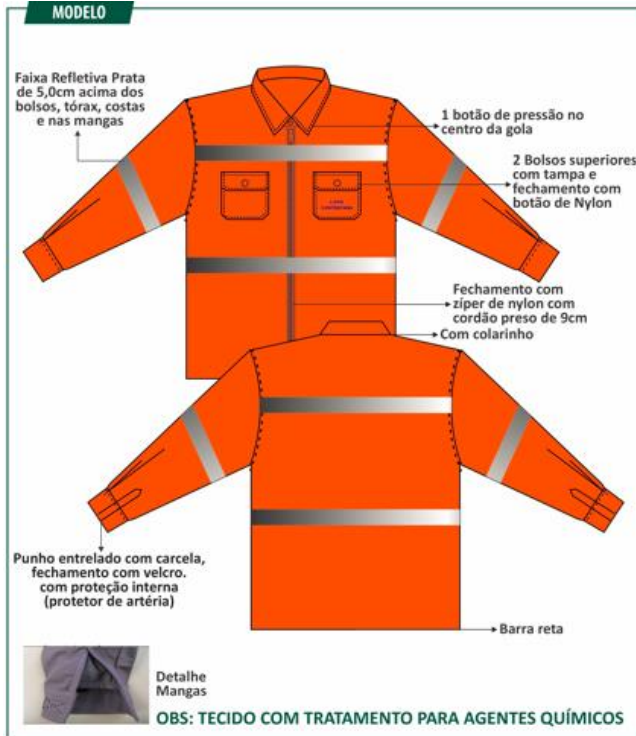 MODELO
Faixa Refletiva Prata
de 5,0cm acima dos
bolsos, tórax, costas
e nas mangas
1 botão de pressão no
centro da gola
2 Bolsos superiores
com tampa e
fechamento com
botão de Nylon
Fechamento com
zíper de nylon com
cordão preso de 9cm
Com colarinho
Punho entrelado com carcela,
fechamento com velcro.
com proteção interna
(protetor de artéria)
Barra reta
Detalhe
Mangas
OBS: TECIDO COM TRATAMENTO PARA AGENTES QUÍMICOS